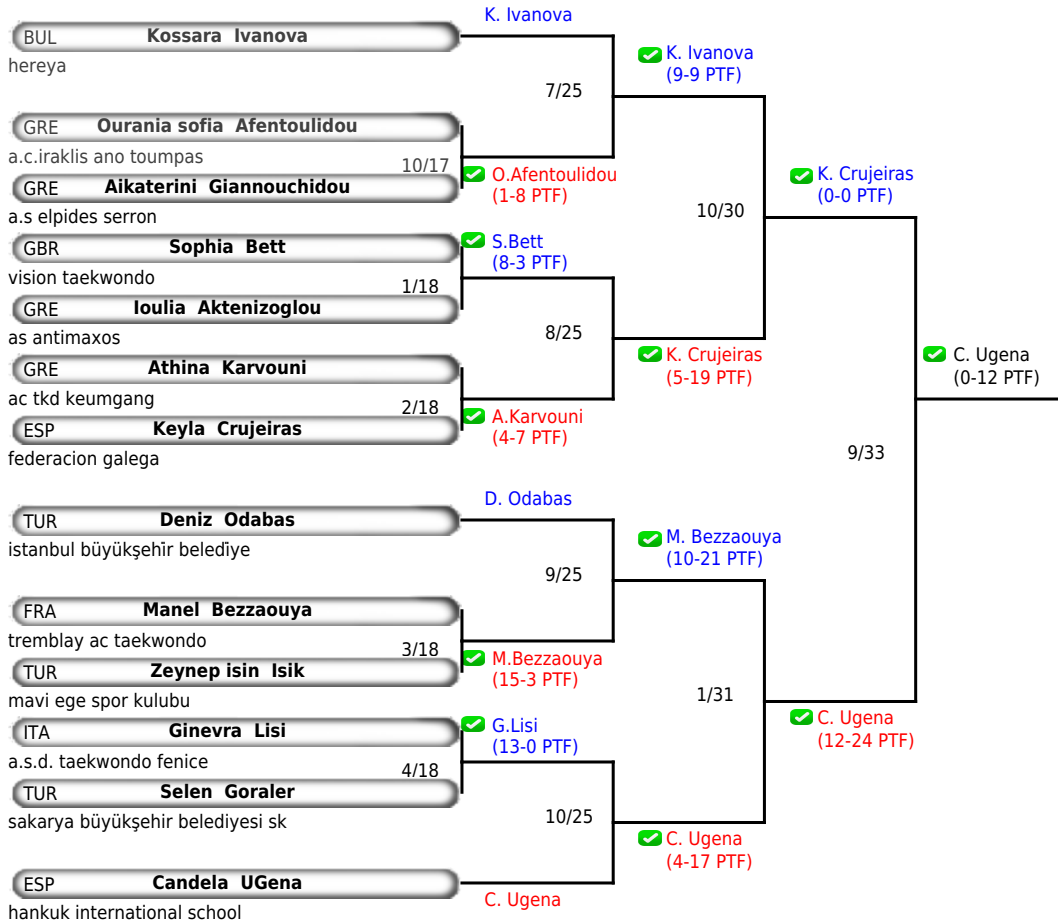 K. Ivanova
BUL Kossara Ivanova
hereya
K. Ivanova
(9-9 PTF)
7/25
GRE Ourania sofia Afentoulidou
a.c.iraklis ano toumpas
10/17
O.Afentoulidou
(1-8 PTF)
GRE Aikaterini Giannouchidou
a.s elpides serron
K. Crujeiras
(0-0 PTF)
10/30
GBR Sophia Bett
vision taekwondo
S.Bett
(8-3 PTF)
1/18
GRE Ioulia Aktenizoglou
as antimaxos
8/25
K. Crujeiras
(5-19 PTF)
GRE Athina Karvouni
ac tkd keumgang
2/18
A.Karvouni
(4-7 PTF)
ESP Keyla Crujeiras
federacion galega
C. Ugena
(0-12 PTF)
9/33
D. Odabas
TUR Deniz Odabas
istanbul büyükşehı̇r beledı̇ye
M. Bezzaouya
(10-21 PTF)
9/25
FRA Manel Bezzaouya
tremblay ac taekwondo
3/18
M.Bezzaouya
(15-3 PTF)
TUR Zeynep isin Isik
mavi ege spor kulubu
1/31
C. Ugena
(12-24 PTF)
ITA Ginevra Lisi
a.s.d. taekwondo fenice
G.Lisi
(13-0 PTF)
4/18
TUR Selen Goraler
sakarya büyükşehir belediyesi sk
10/25
C. Ugena
(4-17 PTF)
ESP Candela UGena
hankuk international school
C. Ugena